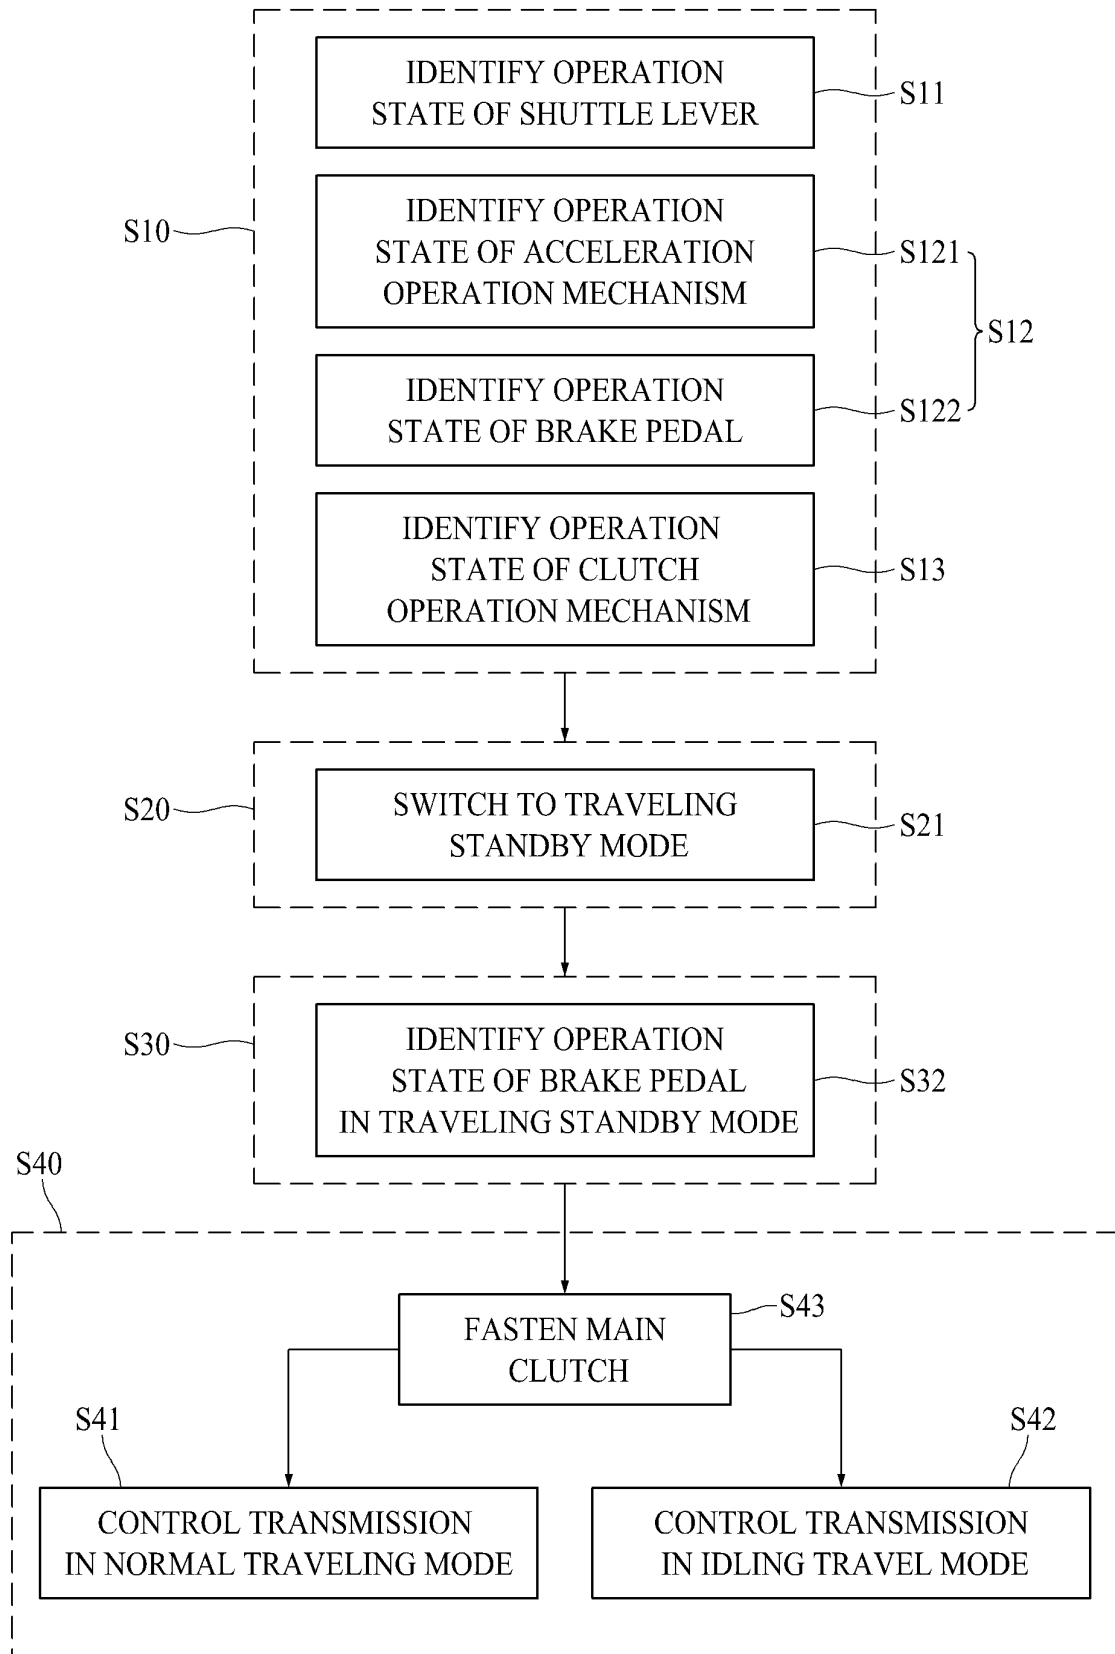 IDENTIFY OPERATION
STATE OF SHUTTLE LEVER
S11
S10
IDENTIFY OPERATION
STATE OF ACCELERATION
OPERATION MECHANISM
S121
S12
IDENTIFY OPERATION
STATE OF BRAKE PEDAL
S122
IDENTIFY OPERATION
STATE OF CLUTCH
OPERATION MECHANISM
S13
S20
SWITCH TO TRAVELING
STANDBY MODE
S21
S30
IDENTIFY OPERATION
STATE OF BRAKE PEDAL
IN TRAVELING STANDBY MODE
S32
S40
FASTEN MAIN
CLUTCH
S43
S41
CONTROL TRANSMISSION
IN NORMAL TRAVELING MODE
S42
CONTROL TRANSMISSION
IN IDLING TRAVEL MODE